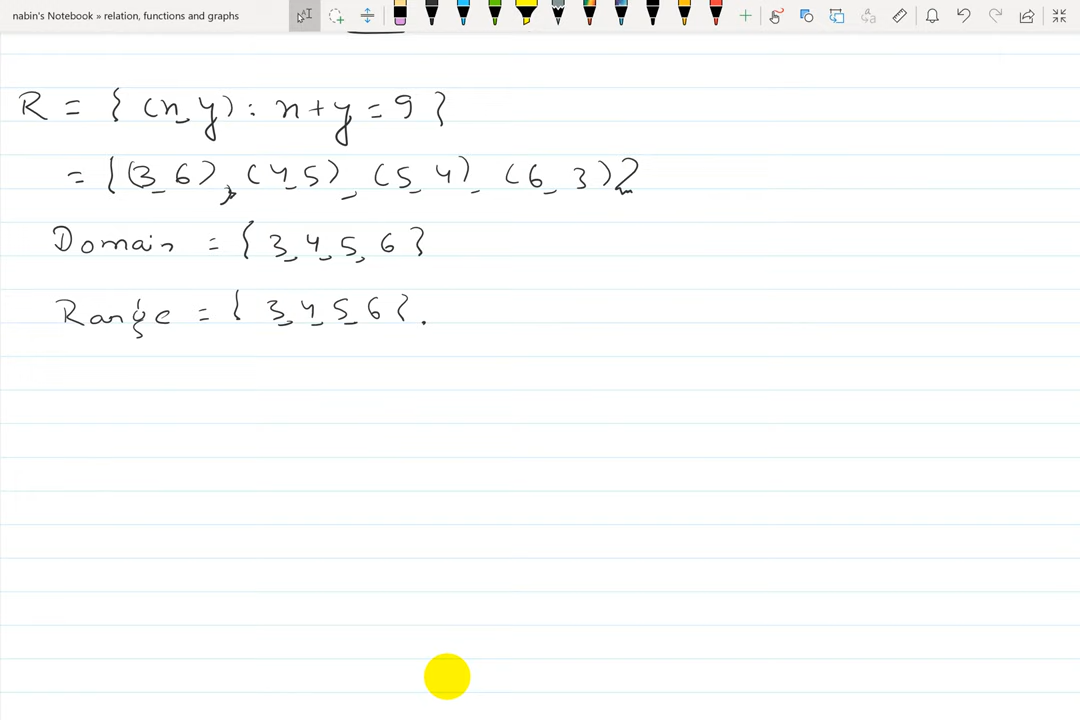 nabin's Notebook » relation, functions and graphs
R = { (x, y) : x + y = 9 }
= {(3, 6), (4, 5), (5, 4), (6, 3)}
Domain = { 3, 4, 5, 6 }
Range = { 3, 4, 5, 6 }.